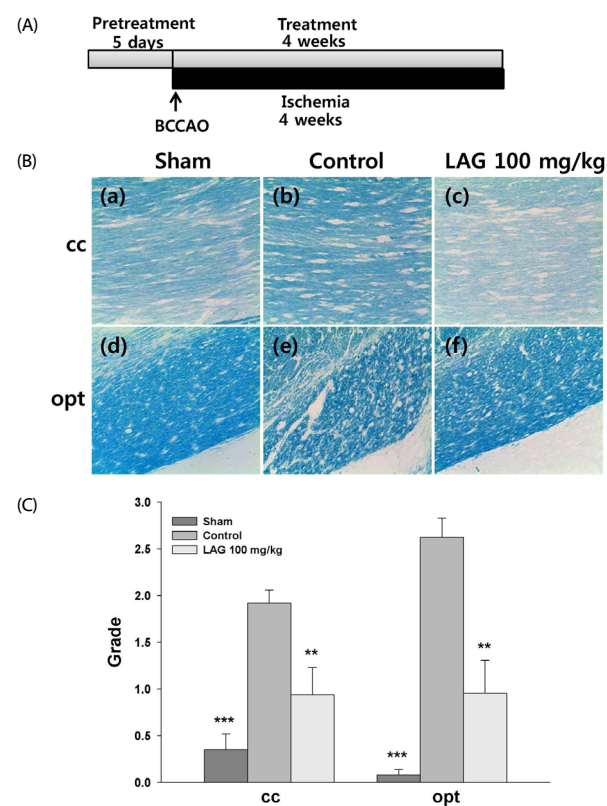 (A)
Pretreatment
5 days
Treatment
4 weeks
BCCAO
Ischemia
4 weeks
(B)
Sham Control LAG 100 mg/kg
cc
(a) (b) (c)
opt
(d) (e) (f)
(C)
Grade
3.0
2.5
2.0
1.5
1.0
0.5
0.0
Sham
Control
LAG 100 mg/kg
***
**
***
**
cc opt